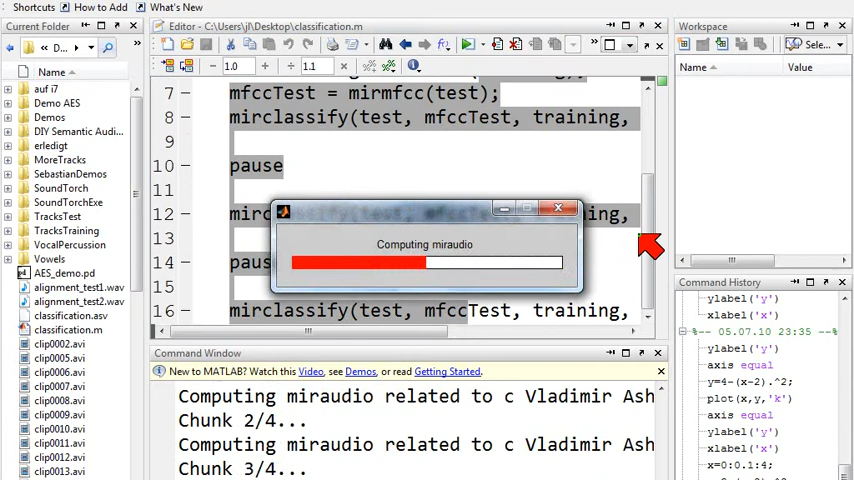 Shortcuts How to Add What's New
Current Folder
« D... ▸
Name
auf i7
Demo AES
Demos
DIY Semantic Audi...
erledigt
MoreTracks
SebastianDemos
SoundTorch
SoundTorchExe
TracksTest
TracksTraining
VocalPercussion
Vowels
AES_demo.pd
alignment_test1.wav
alignment_test2.wav
classification.asv
classification.m
clip0002.avi
clip0005.avi
clip0006.avi
clip0007.avi
clip0008.avi
clip0009.avi
clip0010.avi
clip0011.avi
clip0012.avi
clip0013.avi
Editor - C:\Users\jl\Desktop\classification.m
− 1.0 + ÷ 1.1 ×
7 mfccTest = mirmfcc(test);
8 mirclassify(test, mfccTest, training,
9
10 pause
11
12 ning,
13
14
15
16 mirclassify(test, mfccTest, training,
Computing miraudio
Command Window
New to MATLAB? Watch this Video, see Demos, or read Getting Started.
Computing miraudio related to c Vladimir Ash
Chunk 2/4...
Computing miraudio related to c Vladimir Ash
Chunk 3/4...
Workspace
Selec...
Name Value
Command History
ylabel('y')
xlabel('x')
%-- 05.07.10 23:35 --%
ylabel('y')
axis equal
y=4-(x-2).^2;
plot(x,y,'k')
axis equal
ylabel('y')
xlabel('x')
x=0:0.1:4;